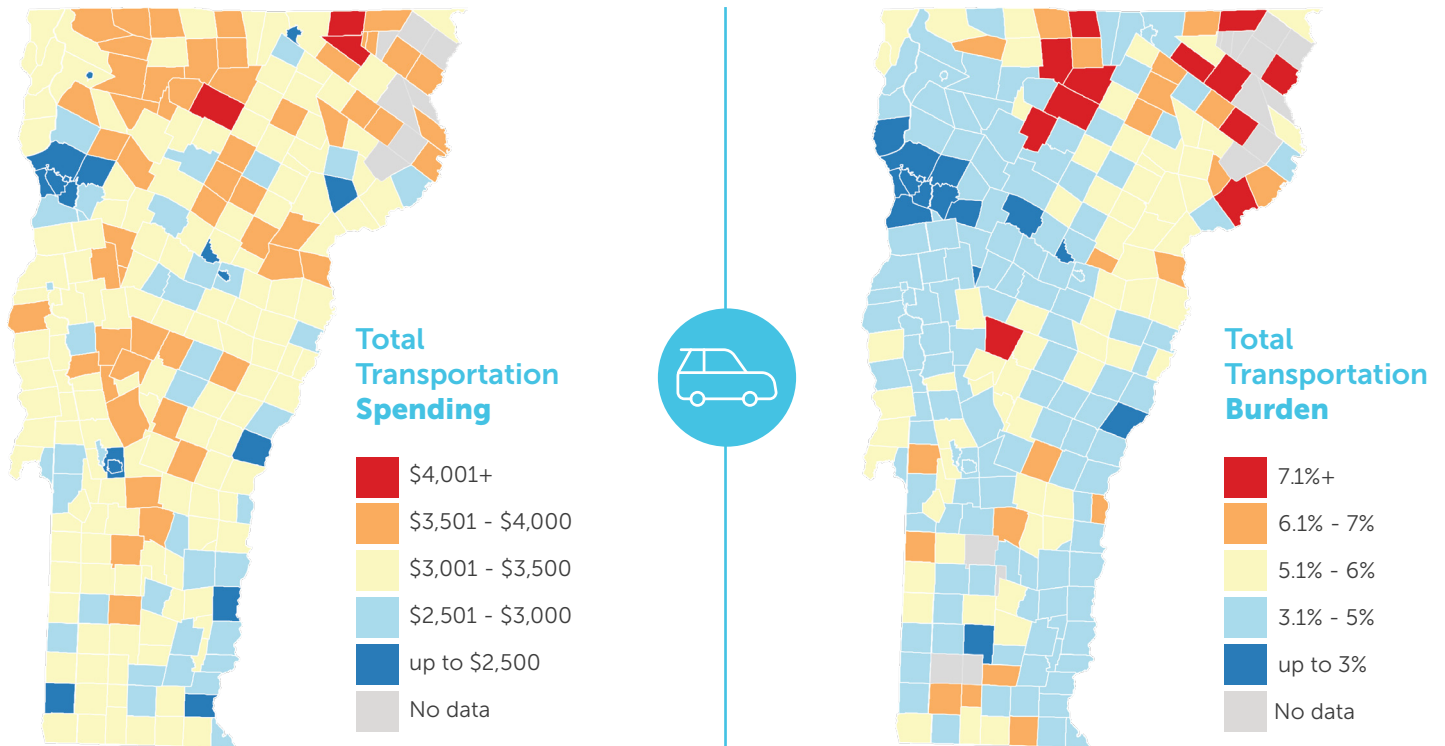 Total
Transportation
Spending
$4,001+
$3,501 - $4,000
$3,001 - $3,500
$2,501 - $3,000
up to $2,500
No data
Total
Transportation
Burden
7.1%+
6.1% - 7%
5.1% - 6%
3.1% - 5%
up to 3%
No data